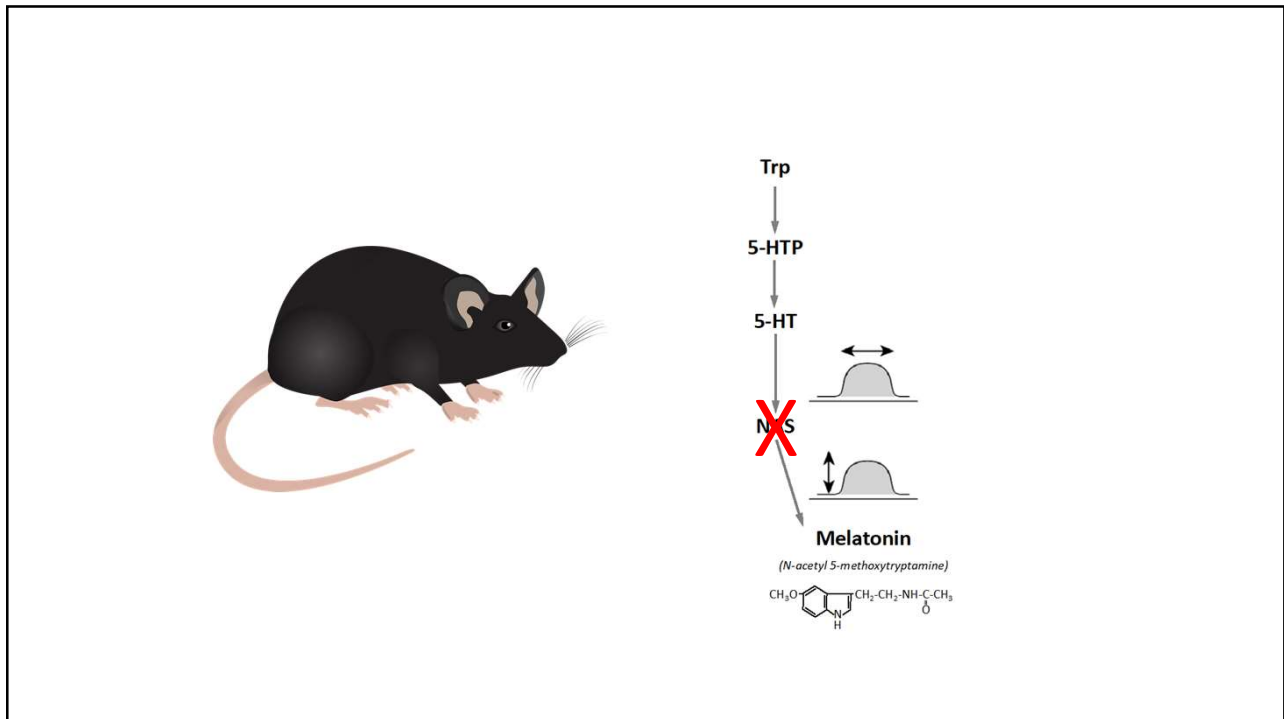 Trp
5-HTP
5-HT
X
Melatonin
(N-acetyl 5-methoxytryptamine)
CH₃O
CH₂-CH₂-NH-C-CH₃
O
N
H